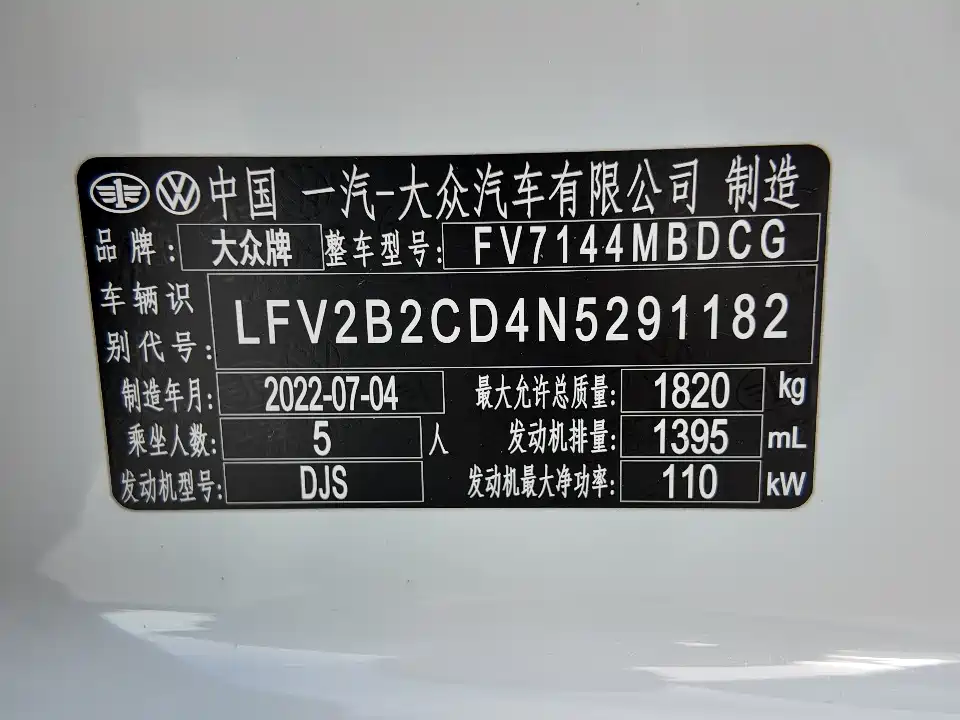 中国 一汽-大众汽车有限公司 制造
品牌: 大众牌 整车型号: FV7144MBDCG
车辆识
别代号: LFV2B2CD4N5291182
制造年月: 2022-07-04 最大允许总质量: 1820 kg
乘坐人数: 5 人 发动机排量: 1395 mL
发动机型号: DJS 发动机最大净功率: 110 kW